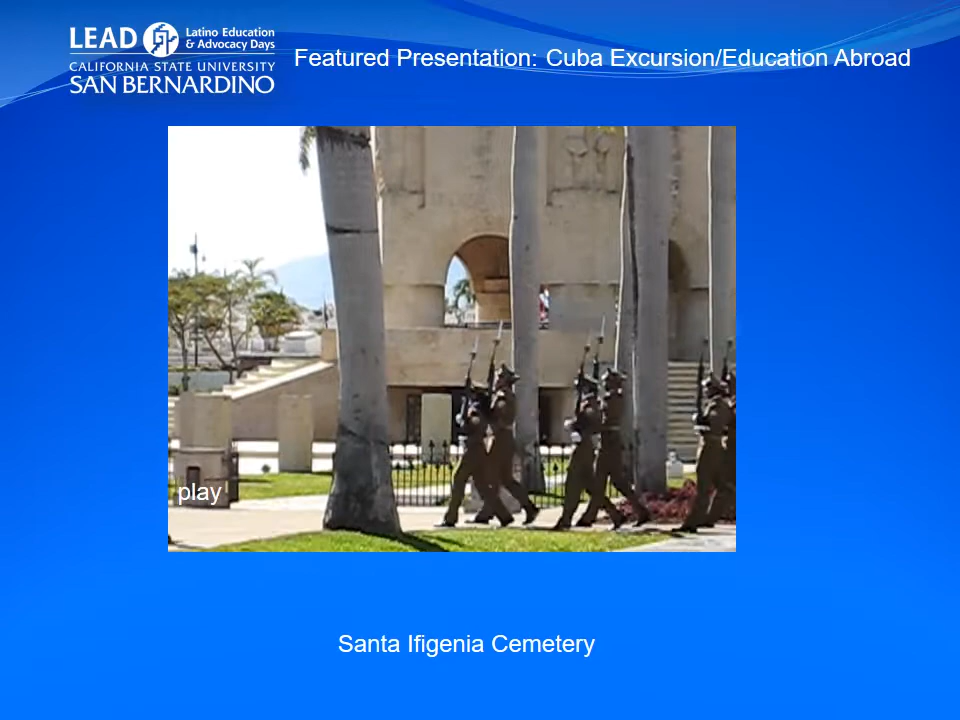 LEAD
Latino Education
& Advocacy Days
CALIFORNIA STATE UNIVERSITY
SAN BERNARDINO
Featured Presentation: Cuba Excursion/Education Abroad
play
Santa Ifigenia Cemetery